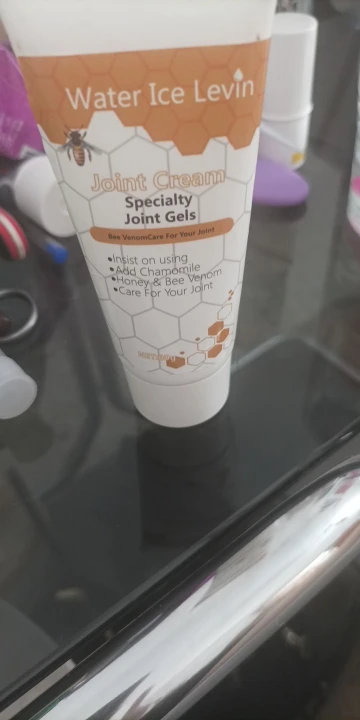 Water Ice Levin
Joint Cream
Specialty
Joint Gels
Bee VenomCare For Your Joint
•Insist on using
•Add Chamomile
•Honey & Bee Venom
•Care For Your Joint